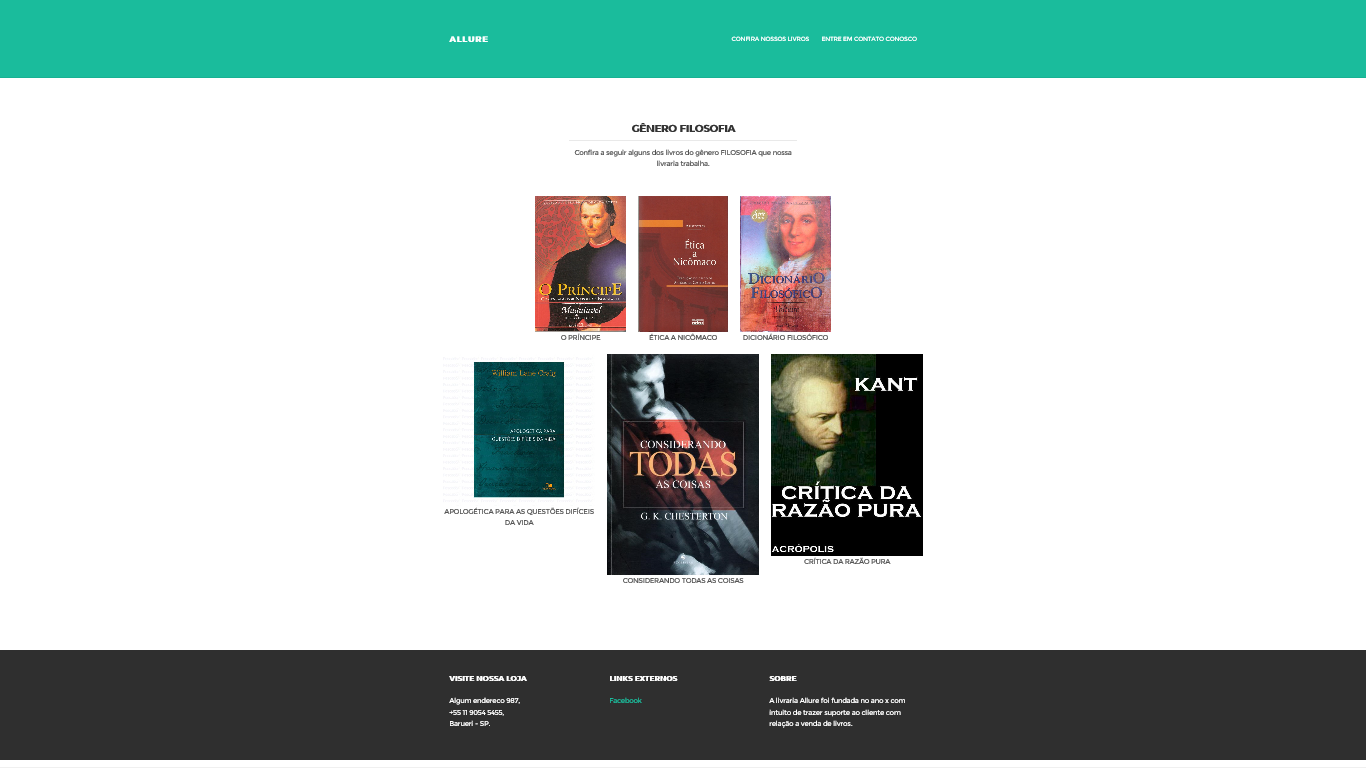 ALLURE
CONFIRA NOSSOS LIVROS ENTRE EM CONTATO CONOSCO
GÊNERO FILOSOFIA
Confira a seguir alguns dos livros do gênero FILOSOFIA que nossa
livraria trabalha.
O PRÍNCIPE
Maquiavel
Ética
a
Nicômaco
DICIONÁRIO
FILOSÓFICO
Voltaire
O PRÍNCIPE
ÉTICA A NICÔMACO
DICIONÁRIO FILOSÓFICO
William Lane Craig
APOLOGÉTICA PARA
QUESTÕES DIFÍCEIS DA VIDA
APOLOGÉTICA PARA AS QUESTÕES DIFÍCEIS
DA VIDA
CONSIDERANDO
TODAS
AS COISAS
G. K. CHESTERTON
CONSIDERANDO TODAS AS COISAS
KANT
CRÍTICA DA
RAZÃO PURA
ACRÓPOLIS
CRÍTICA DA RAZÃO PURA
VISITE NOSSA LOJA
Algum endereco 987,
+55 11 9054 5455,
Barueri – SP.
LINKS EXTERNOS
Facebook
SOBRE
A livraria Allure foi fundada no ano x com
intuito de trazer suporte ao cliente com
relação a venda de livros.